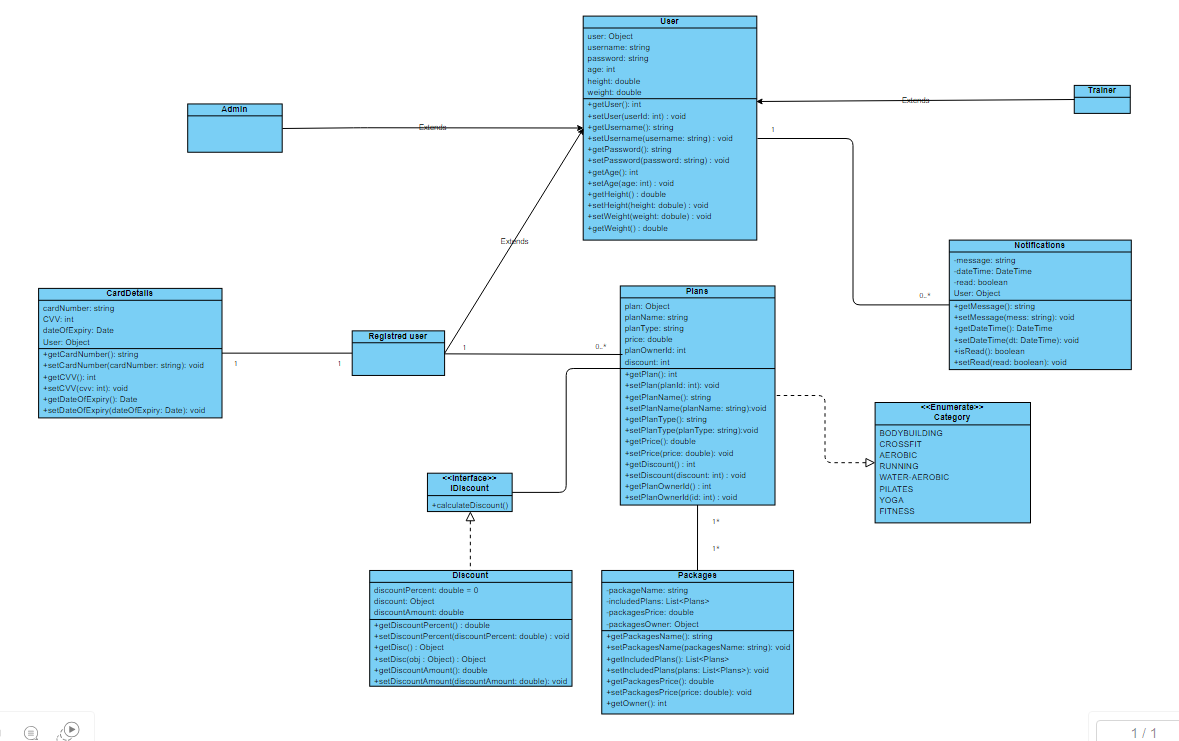 User
user: Object
username: string
password: string
age: int
height: double
weight: double
+getUser(): int
+setUser(userId: int) : void
+getUsername(): string
+setUsername(username: string) : void
+getPassword(): string
+setPassword(password: string) : void
+getAge(): int
+setAge(age: int) : void
+getHeight() : double
+setHeight(height: dobule) : void
+setWeight(weight: dobule) : void
+getWeight() : double
Admin
Extends
Trainer
Extends
1
Extends
Notifications
-message: string
-dateTime: DateTime
-read: boolean
User: Object
+getMessage(): string
+setMessage(mess: string): void
+getDateTime(): DateTime
+setDateTime(dt: DateTime): void
+isRead(): boolean
+setRead(read: boolean): void
0..*
CardDetails
cardNumber: string
CVV: int
dateOfExpiry: Date
User: Object
+getCardNumber(): string
+setCardNumber(cardNumber: string): void
+getCVV(): int
+setCVV(cvv: int): void
+getDateOfExpiry(): Date
+setDateOfExpiry(dateOfExpiry: Date): void
1
1
Registred user
1
0..*
Plans
plan: Object
planName: string
planType: string
price: double
planOwnerId: int
discount: int
+getPlan(): int
+setPlan(planId: int): void
+getPlanName(): string
+setPlanName(planName: string):void
+getPlanType(): string
+setPlanType(planType: string):void
+getPrice(): double
+setPrice(price: double): void
+getDiscount() : int
+setDiscount(discount: int) : void
+getPlanOwnerId() : int
+setPlanOwnerId(id: int) : void
<<Enumerate>>
Category
BODYBUILDING
CROSSFIT
AEROBIC
RUNNING
WATER-AEROBIC
PILATES
YOGA
FITNESS
<<Interface>>
IDiscount
+calculateDiscount()
1*
1*
Discount
discountPercent: double = 0
discount: Object
discountAmount: double
+getDiscountPercent() : double
+setDiscountPercent(discountPercent: double) : void
+getDisc() : Object
+setDisc(obj : Object) : Object
+getDiscountAmount(): double
+setDiscountAmount(discountAmount: double): void
Packages
-packageName: string
-includedPlans: List<Plans>
-packagesPrice: double
-packagesOwner: Object
+getPackagesName(): string
+setPackagesName(packagesName: string): void
+getIncludedPlans(): List<Plans>
+setIncludedPlans(plans: List<Plans>): void
+getPackagesPrice(): double
+setPackagesPrice(price: double): void
+getOwner(): int
1 / 1